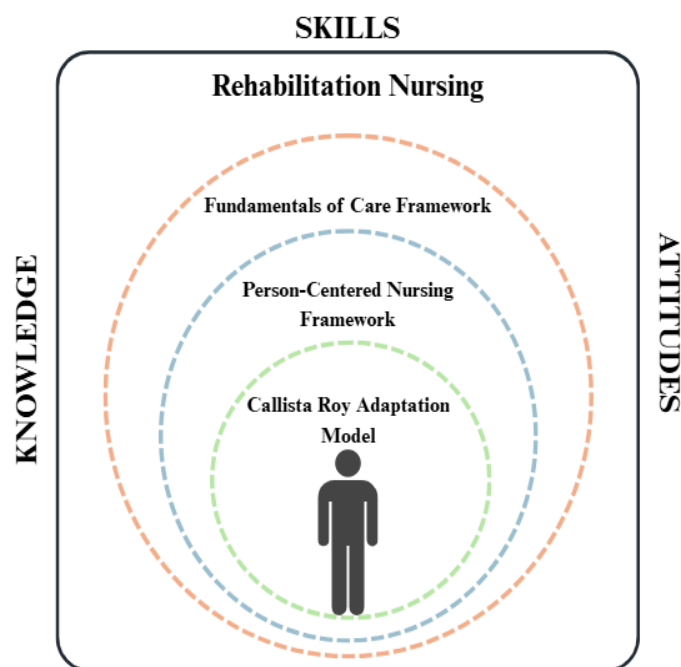 SKILLS
Rehabilitation Nursing
Fundamentals of Care Framework
KNOWLEDGE
Person-Centered Nursing
Framework
ATTITUDES
Callista Roy Adaptation
Model